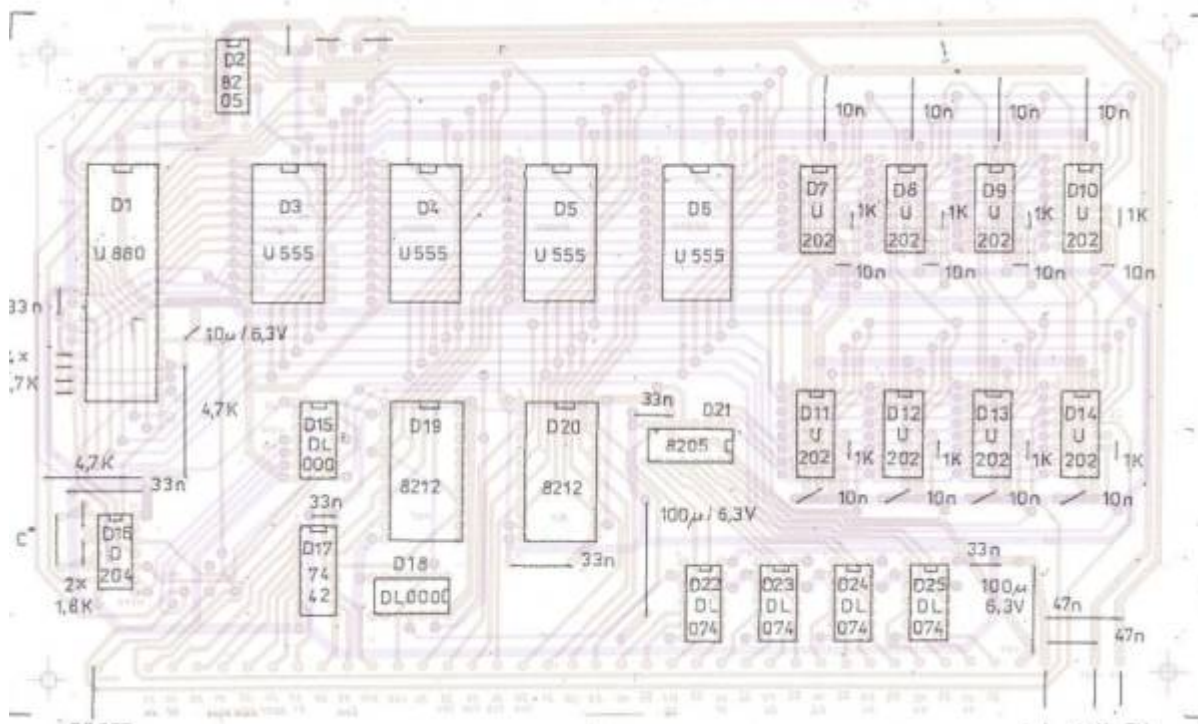 D2
82
05
10n 10n 10n 10n
D1
U 880
D3
U 555
D4
U 555
D5
U 555
D6
U 555
D7
U
202
D8
U
202
D9
U
202
D10
U
202
1K 1K 1K 1K
10n 10n 10n 10n
33n
10µ/6,3V
4,7K
4,7K
33n
D15
DL
000
D19
8212
D20
8212
33n
D21
8205
D11
U
202
D12
U
202
D13
U
202
D14
U
202
1K 1K 1K 1K
10n 10n 10n 10n
C*
D16
D
204
2×
1,6K
33n
D17
74
42
D18
DL000
33n
100µ/6,3V
D22
DL
074
D23
DL
074
D24
DL
074
D25
DL
074
33n
100µ
6,3V
47n
47n